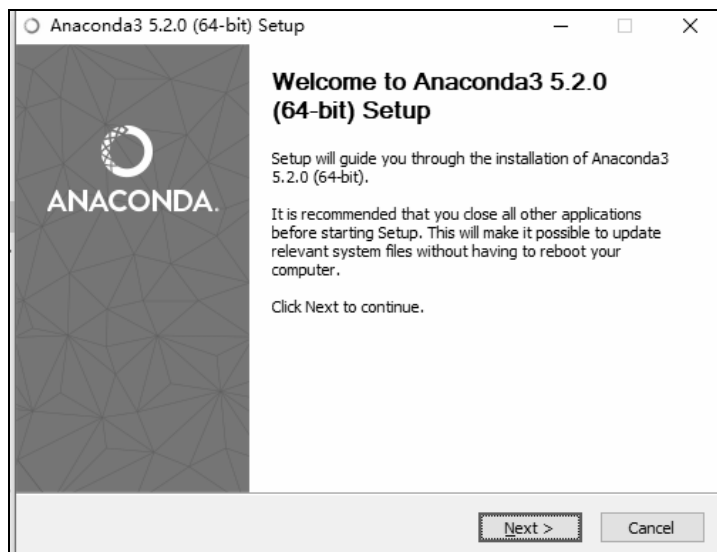 Anaconda3 5.2.0 (64-bit) Setup
Welcome to Anaconda3 5.2.0
(64-bit) Setup
Setup will guide you through the installation of Anaconda3
5.2.0 (64-bit).
It is recommended that you close all other applications
before starting Setup. This will make it possible to update
relevant system files without having to reboot your
computer.
Click Next to continue.
ANACONDA.
Next >
Cancel